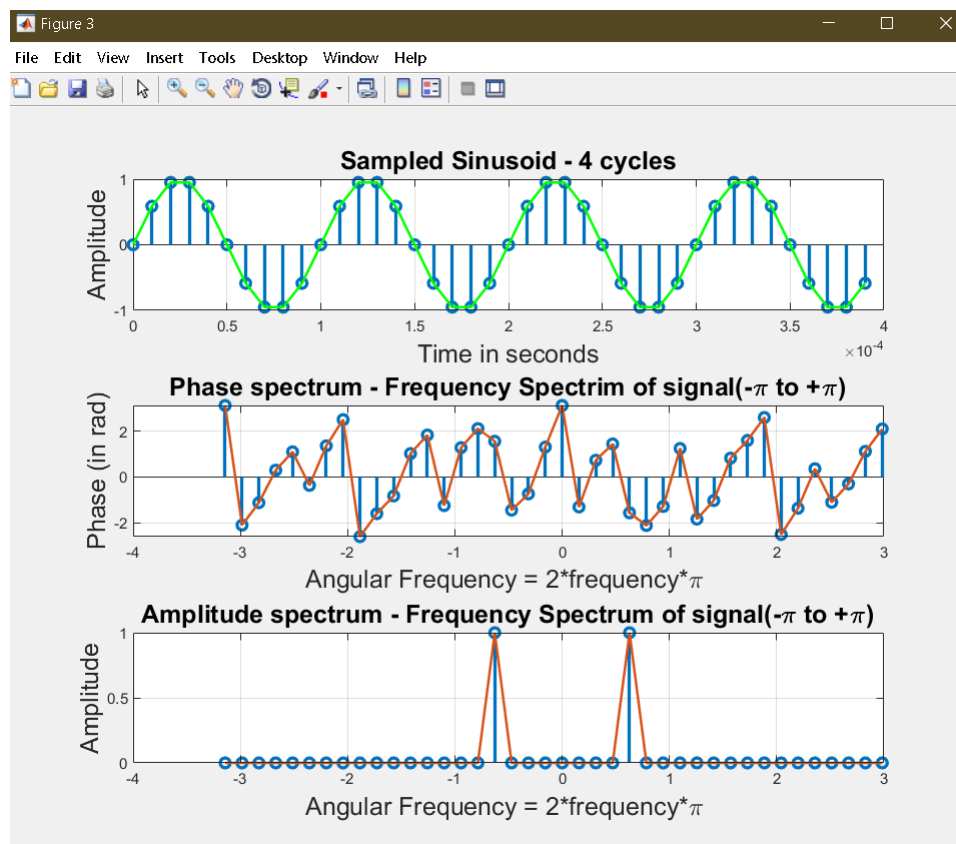 Figure 3
File Edit View Insert Tools Desktop Window Help
Sampled Sinusoid - 4 cycles
Amplitude
1
0
-1
0 0.5 1 1.5 2 2.5 3 3.5 4
Time in seconds
×10-4
Phase spectrum - Frequency Spectrim of signal(-π to +π)
Phase (in rad)
2
0
-2
-4 -3 -2 -1 0 1 2 3
Angular Frequency = 2*frequency*π
Amplitude spectrum - Frequency Spectrum of signal(-π to +π)
Amplitude
1
0.5
0
-4 -3 -2 -1 0 1 2 3
Angular Frequency = 2*frequency*π